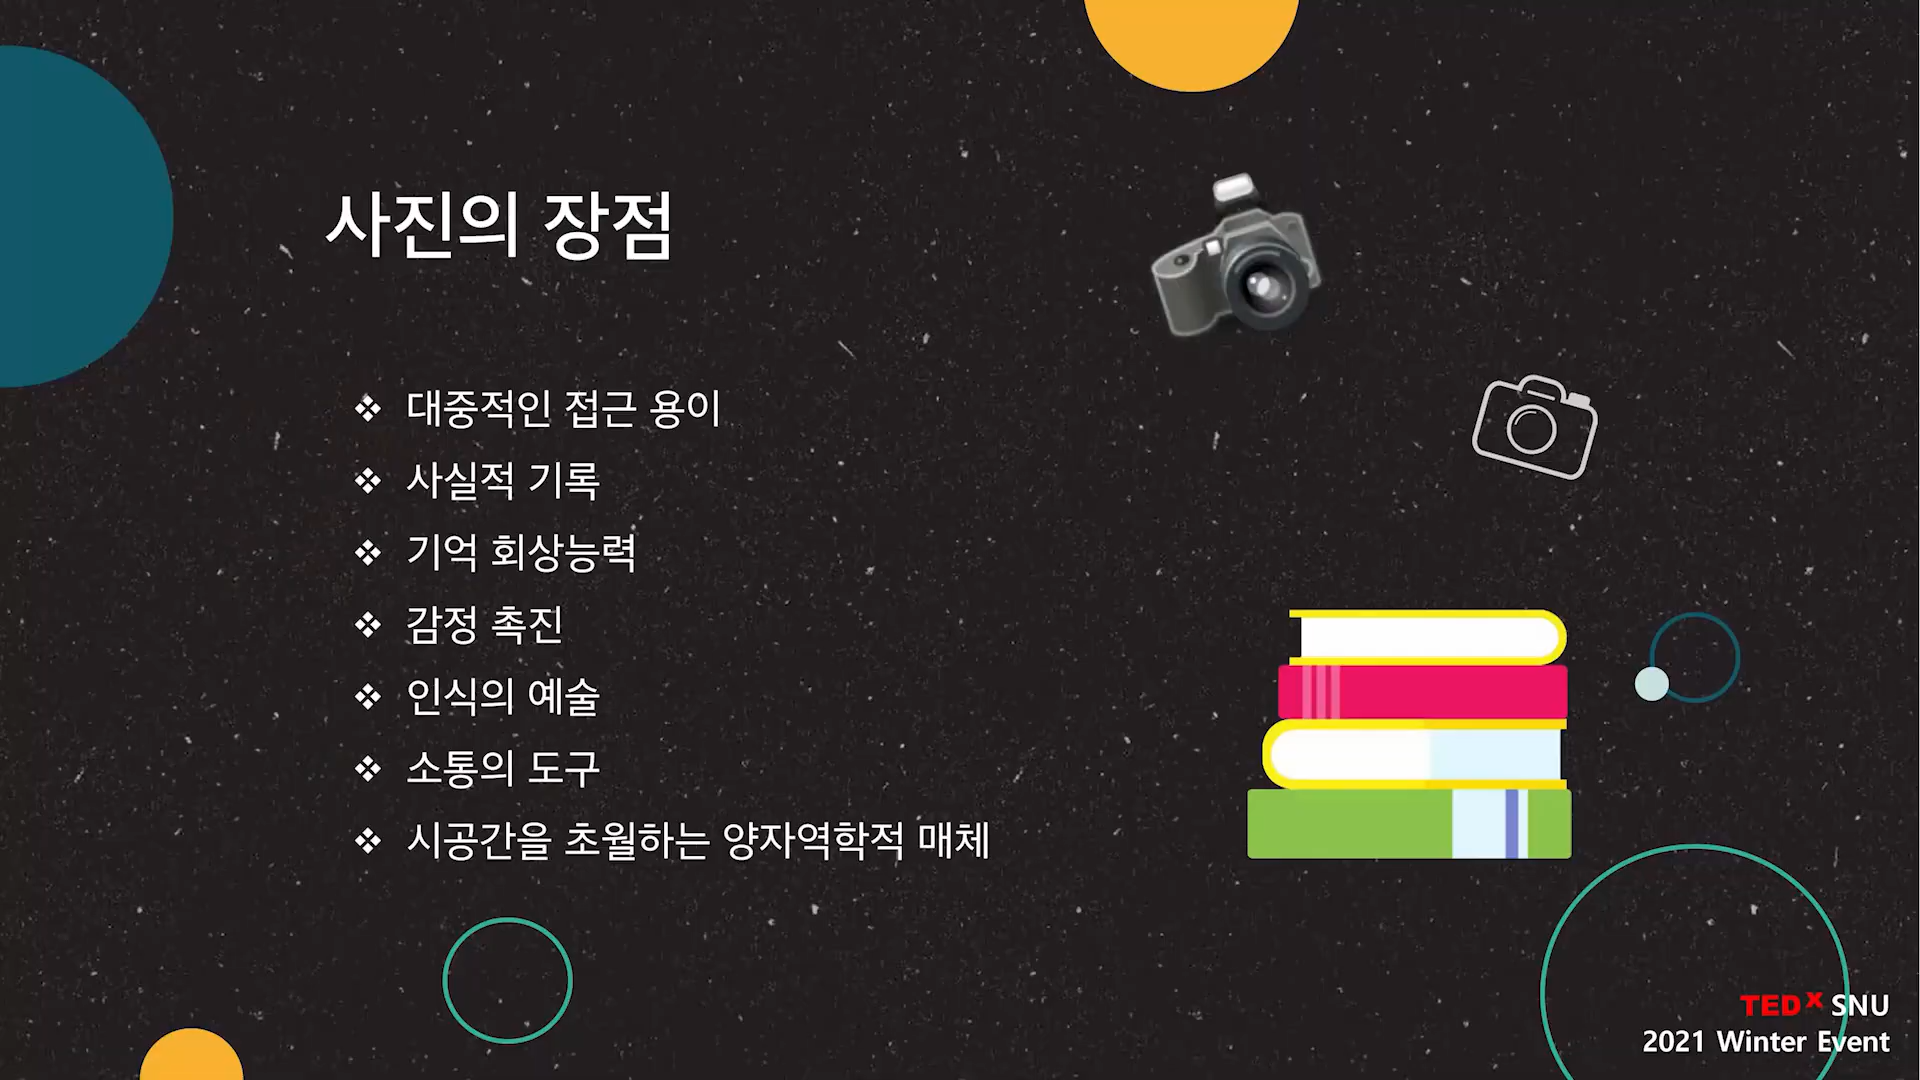 사진의 장점
❖ 대중적인 접근 용이
❖ 사실적 기록
❖ 기억 회상능력
❖ 감정 촉진
❖ 인식의 예술
❖ 소통의 도구
❖ 시공간을 초월하는 양자역학적 매체
TEDx SNU
2021 Winter Event